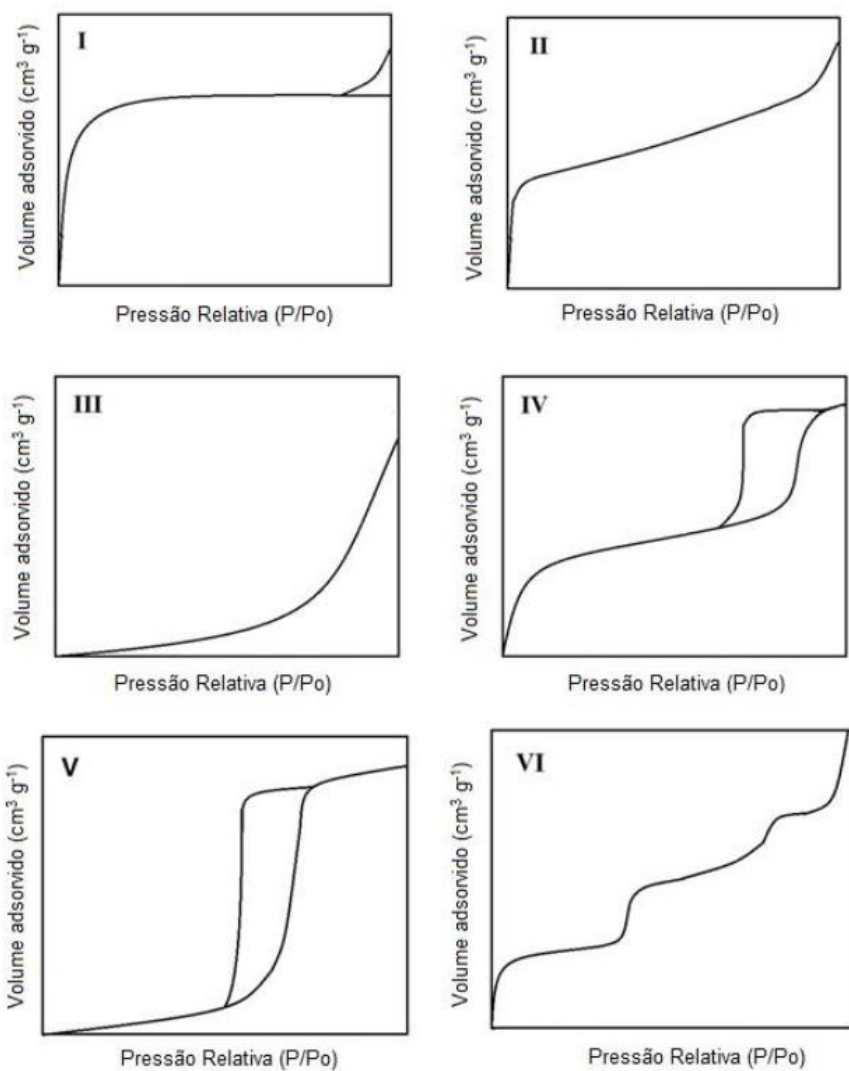 I
Volume adsorvido (cm³ g⁻¹)
Pressão Relativa (P/Po)
II
Volume adsorvido (cm³ g⁻¹)
Pressão Relativa (P/Po)
III
Volume adsorvido (cm³ g⁻¹)
Pressão Relativa (P/Po)
IV
Volume adsorvido (cm³ g⁻¹)
Pressão Relativa (P/Po)
V
Volume adsorvido (cm³ g⁻¹)
Pressão Relativa (P/Po)
VI
Volume adsorvido (cm³ g⁻¹)
Pressão Relativa (P/Po)